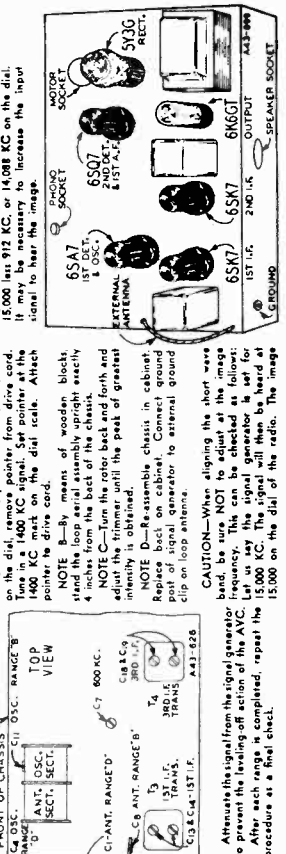 FRONT OF CHASSIS
C4 OSC. RANGE "D"
C11 OSC. RANGE "B"
ANT. SECT.
OSC. SECT.
TOP VIEW
C1-ANT. RANGE "D"
C7 600 KC.
C8 ANT. RANGE "B"
C18 & C19 3RD I.F.
T3 1ST I.F. TRANS.
T4 3RD I.F. TRANS
C13 & C14-1ST I.F.
A43-626
Attenuate the signal from the signal generator
to prevent the leveling-off action of the AVC.
After each range is completed, repeat the
procedure as a final check.
on the dial, remove pointer from drive cord.
Tune in a 1400 KC signal. Set pointer at the
1400 KC mark on the dial scale. Attach
pointer to drive cord.
NOTE B—By means of wooden blocks,
stand the loop aerial assembly upright exactly
4 inches from the back of the chassis.
NOTE C—Turn the rotor back and forth and
adjust the trimmer until the peak of greatest
intensity is obtained.
NOTE D—Re-assemble chassis in cabinet.
Replace back on cabinet. Connect ground
post of signal generator to external ground
clip on loop antenna.
CAUTION—When aligning the short wave
band, be sure NOT to adjust at the image
frequency. This can be checked as follows:
Let us say the signal generator is set for
15,000 KC. The signal will then be heard at
15,000 on the dial of the radio. The image
15,000 less 912 KC, or 14,088 KC on the dial.
It may be necessary to increase the input
signal to hear the image.
PHONO SOCKET
MOTOR SOCKET
5Y3G RECT.
6SQ7 2ND DET. & 1ST A.F.
6SA7 1ST DET. & OSC.
EXTERNAL ANTENNA
6SK7 1ST I.F.
6SK7 2ND I.F.
6K6GT OUTPUT
GROUND
SPEAKER SOCKET